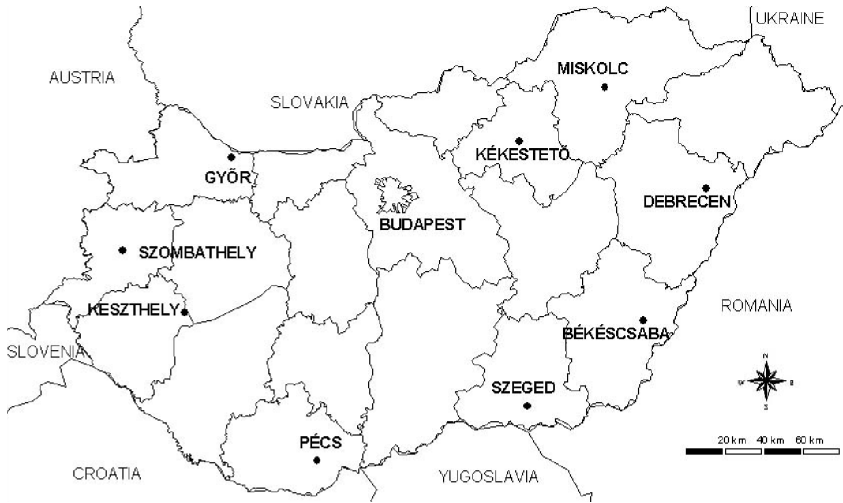 UKRAINE
MISKOLC
AUSTRIA
SLOVAKIA
KÉKESTETŐ
GYŐR
DEBRECEN
BUDAPEST
SZOMBATHELY
KESZTHELY
ROMANIA
BÉKÉSCSABA
SLOVENIA
N
W E
S
SZEGED
PÉCS
20 km 40 km 60 km
CROATIA
YUGOSLAVIA